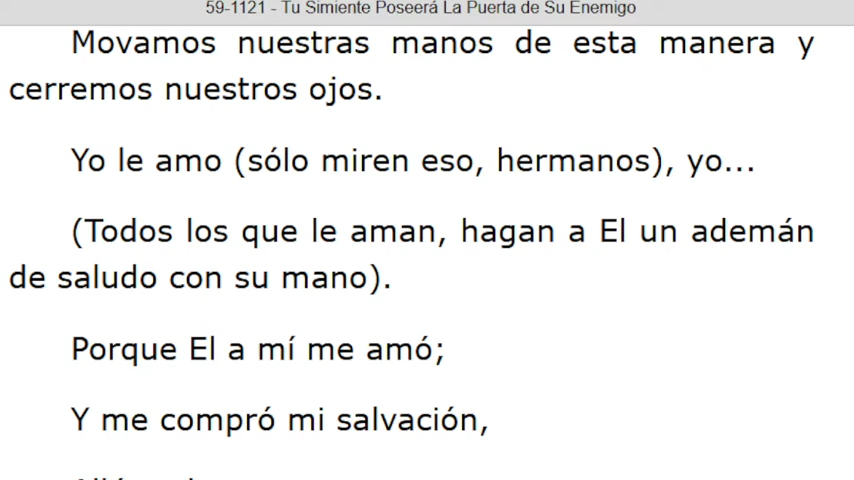 59-1121 - Tu Simiente Poseerá La Puerta de Su Enemigo
Movamos nuestras manos de esta manera y
cerremos nuestros ojos.
Yo le amo (sólo miren eso, hermanos), yo...
(Todos los que le aman, hagan a El un ademán
de saludo con su mano).
Porque El a mí me amó;
Y me compró mi salvación,